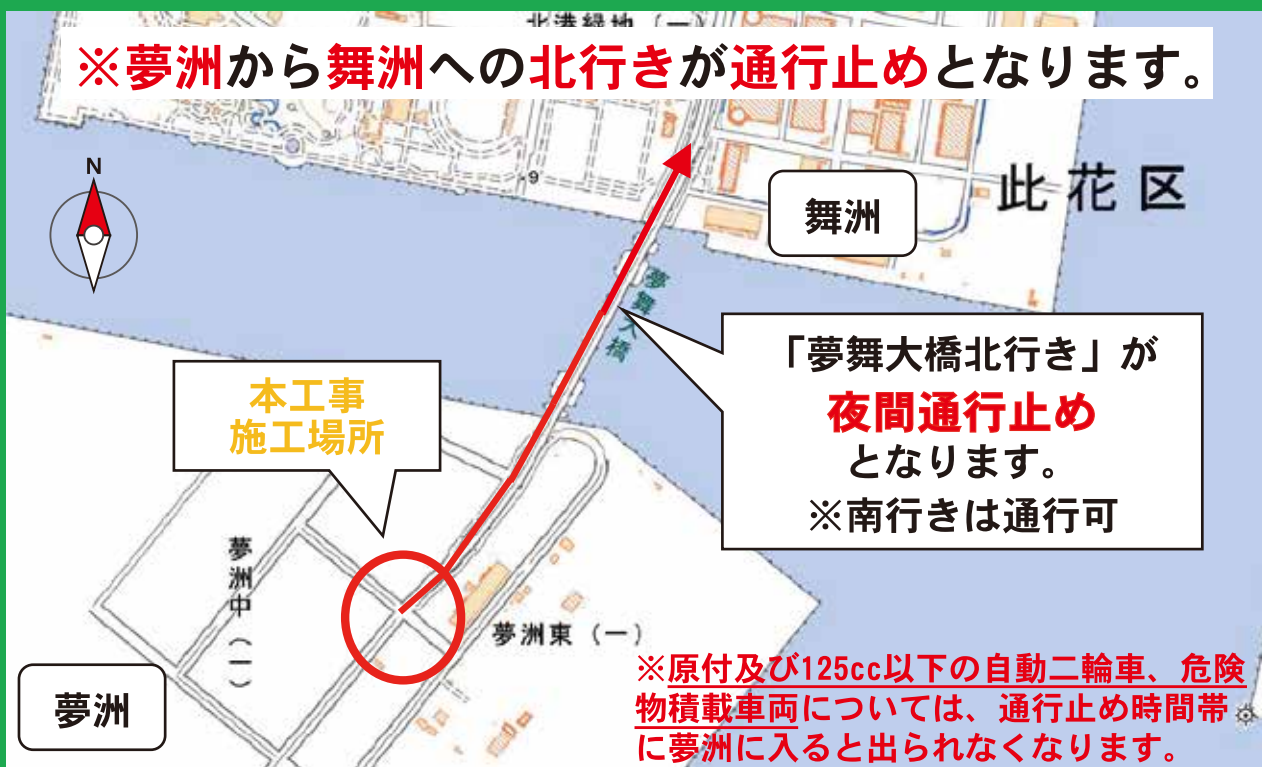 北港緑地（一）
※夢洲から舞洲への北行きが通行止めとなります。
N
9
舞洲
此花区
夢舞大橋
「夢舞大橋北行き」が
夜間通行止め
となります。
※南行きは通行可
本工事
施工場所
夢洲中（一）
夢洲東（一）
夢洲
※原付及び125cc以下の自動二輪車、危険
物積載車両については、通行止め時間帯
に夢洲に入ると出られなくなります。